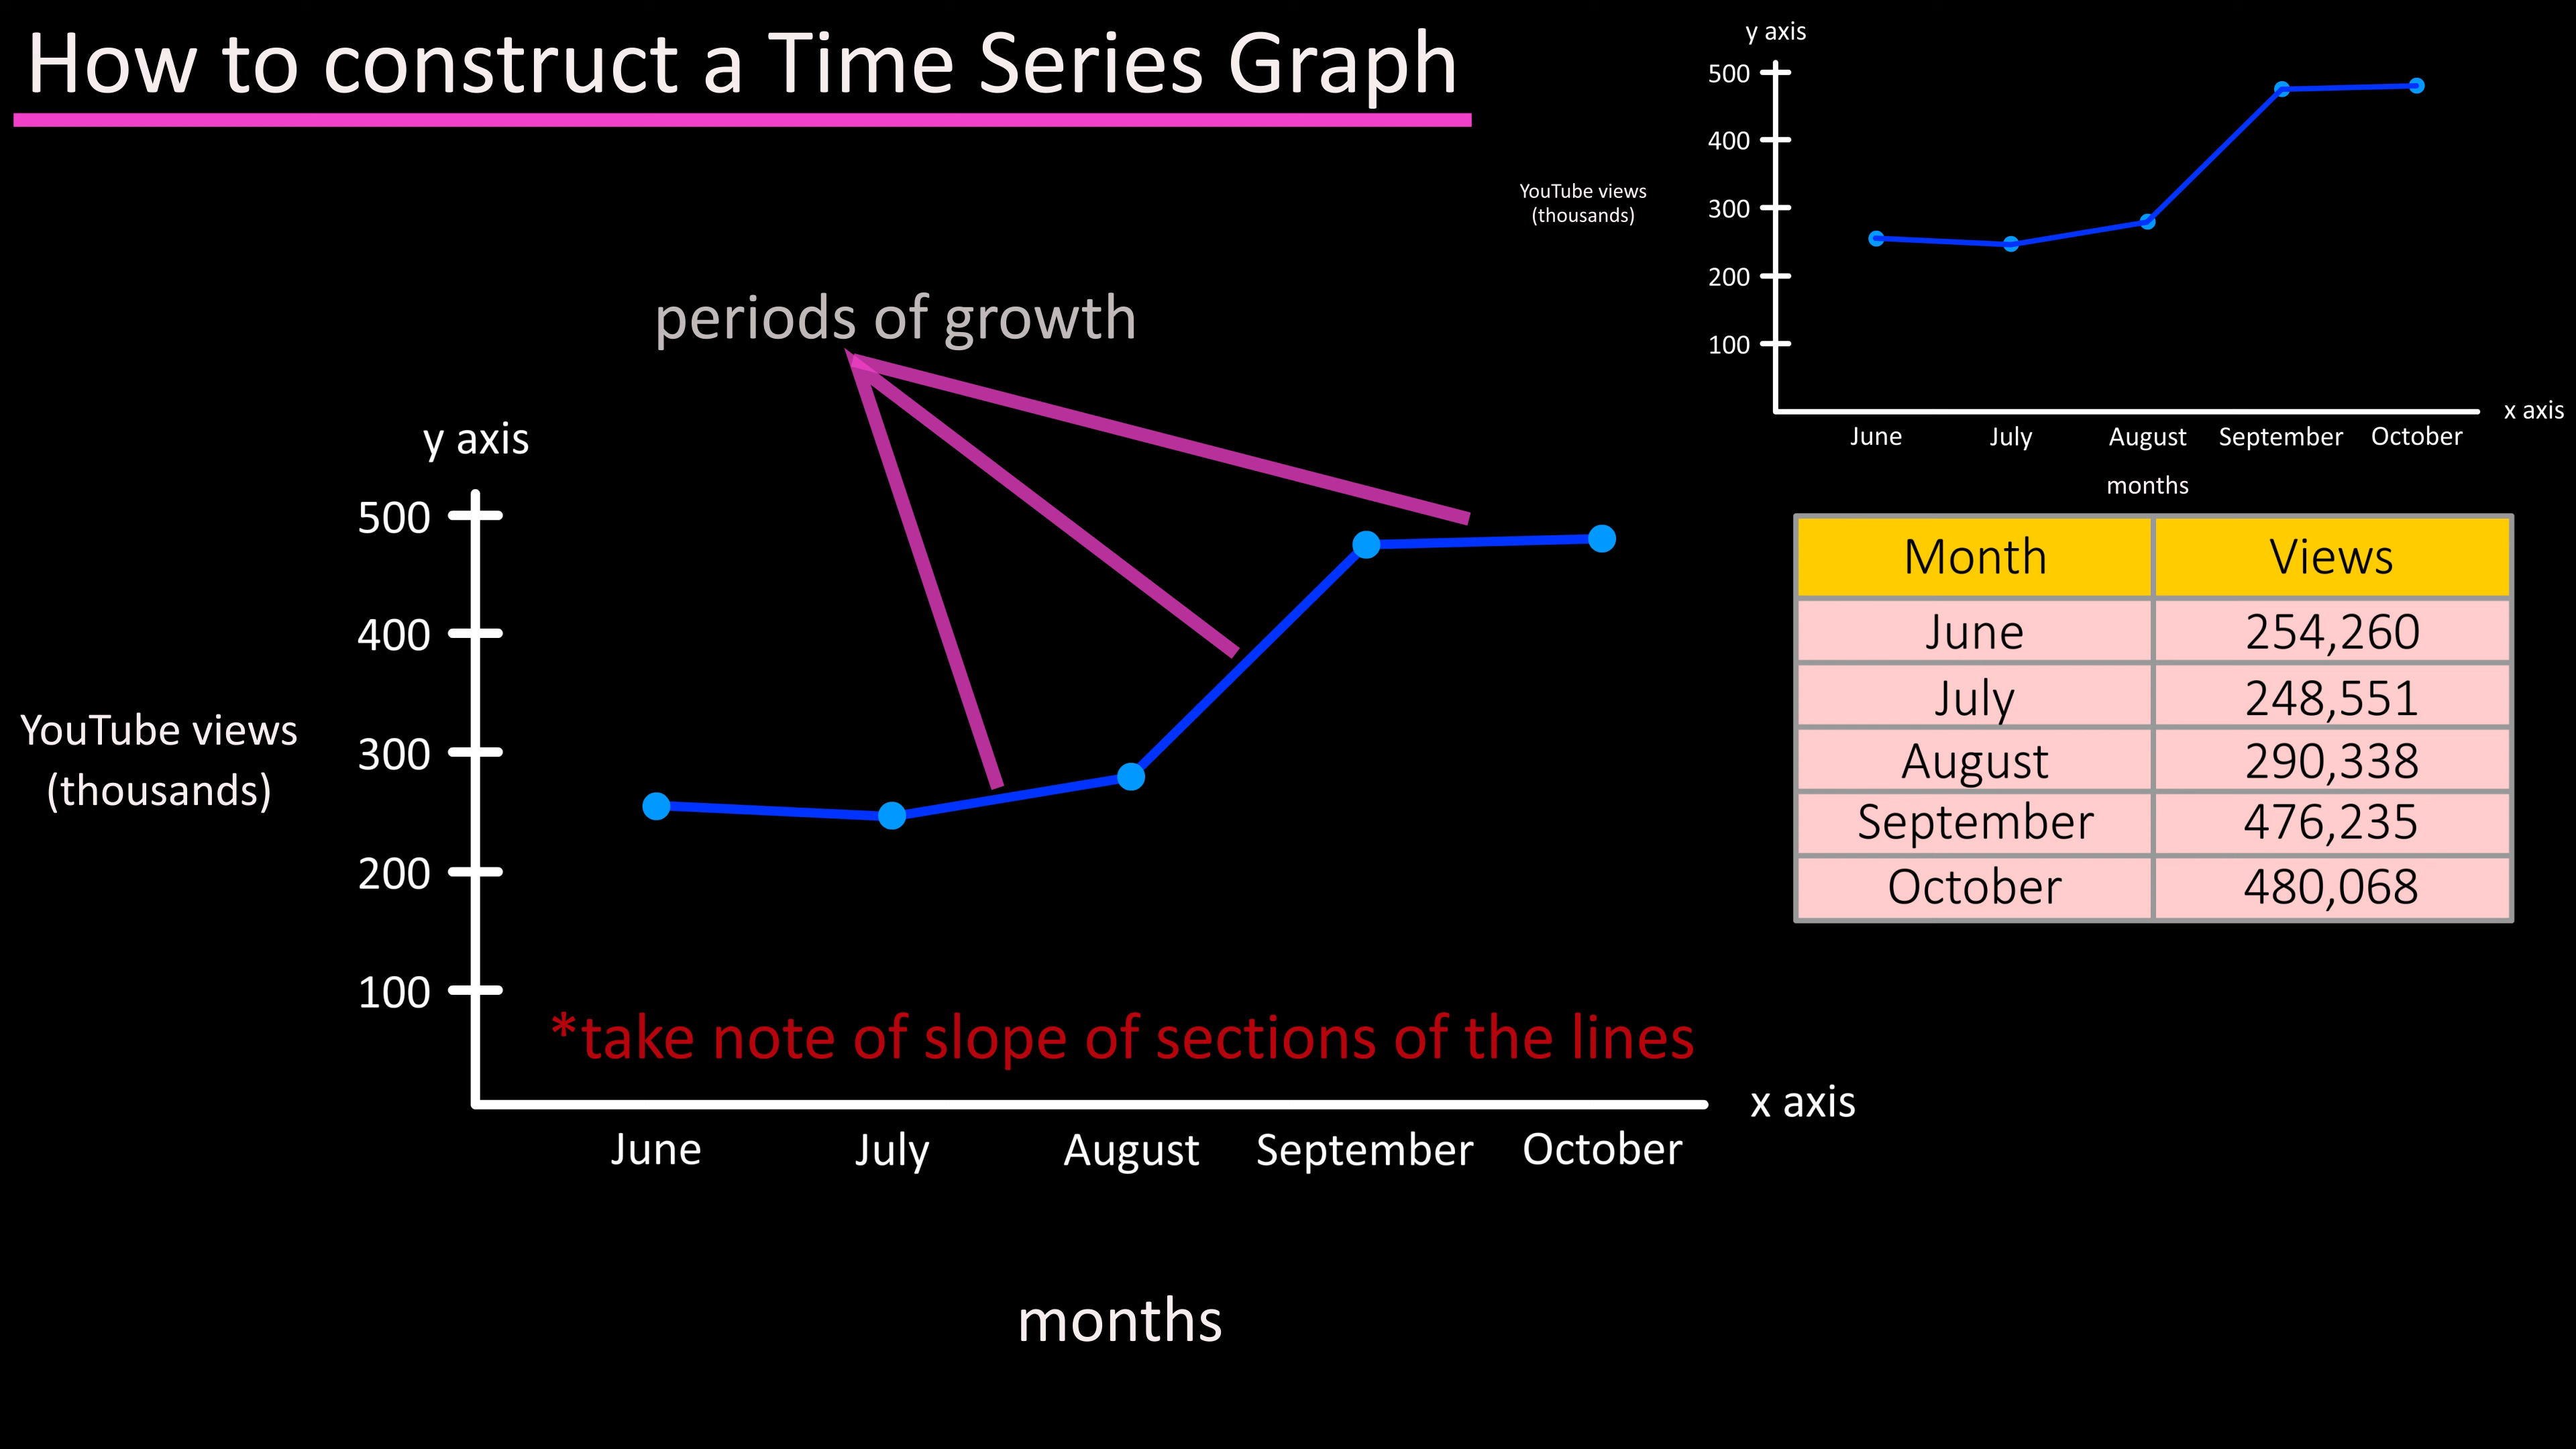 How to construct a Time Series Graph
periods of growth
y axis
500
400
300
200
100
YouTube views
(thousands)
*take note of slope of sections of the lines
x axis
June July August September October
months
y axis
500
400
300
200
100
YouTube views
(thousands)
x axis
June July August September October
months
Month Views
June 254,260
July 248,551
August 290,338
September 476,235
October 480,068